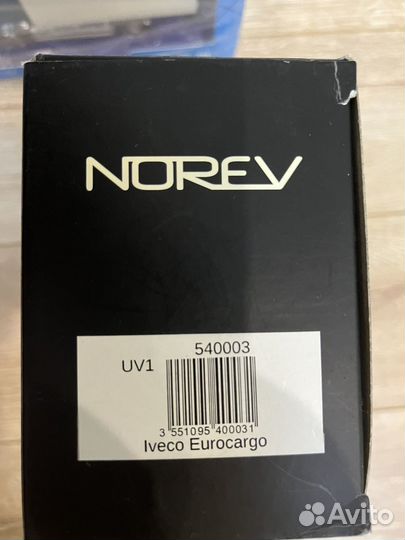 NOREV
540003
UV1
3 551095 400031
Iveco Eurocargo
Avito